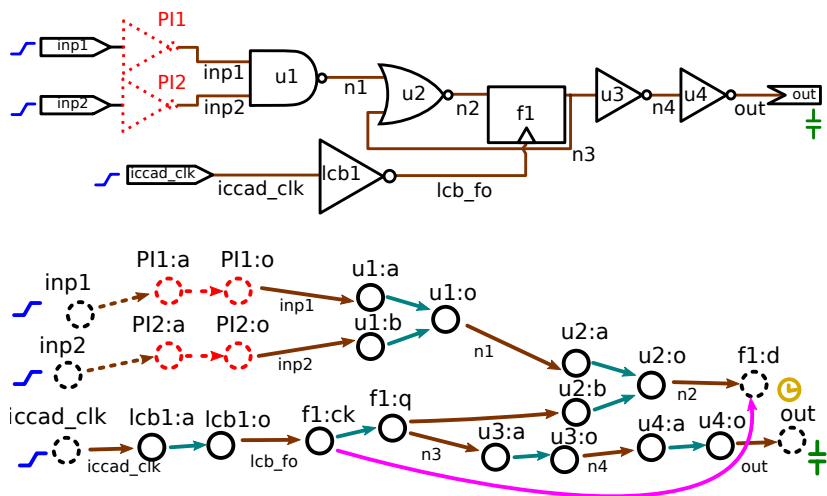 PI1
inp1
inp1
u1
PI2
inp2
inp2
n1
u2
n2
f1
n3
u3
n4
u4
out
out
iccad_clk
iccad_clk
lcb1
lcb_fo
inp1
PI1:a
PI1:o
inp1
u1:a
u1:b
u1:o
inp2
PI2:a
PI2:o
inp2
n1
u2:a
u2:b
u2:o
n2
f1:d
iccad_clk
iccad_clk
lcb1:a
lcb1:o
lcb_fo
f1:ck
f1:q
n3
u3:a
u3:o
n4
u4:a
u4:o
out
out